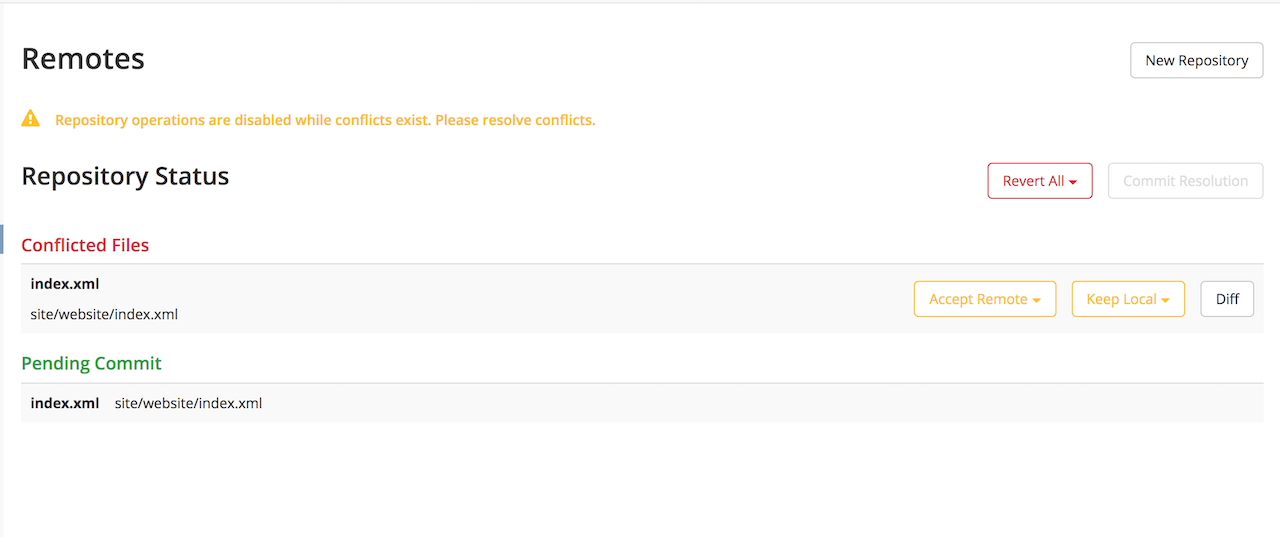 Remotes
New Repository
Repository operations are disabled while conflicts exist. Please resolve conflicts.
Repository Status
Revert All
Commit Resolution
Conflicted Files
index.xml
site/website/index.xml
Accept Remote
Keep Local
Diff
Pending Commit
index.xml site/website/index.xml